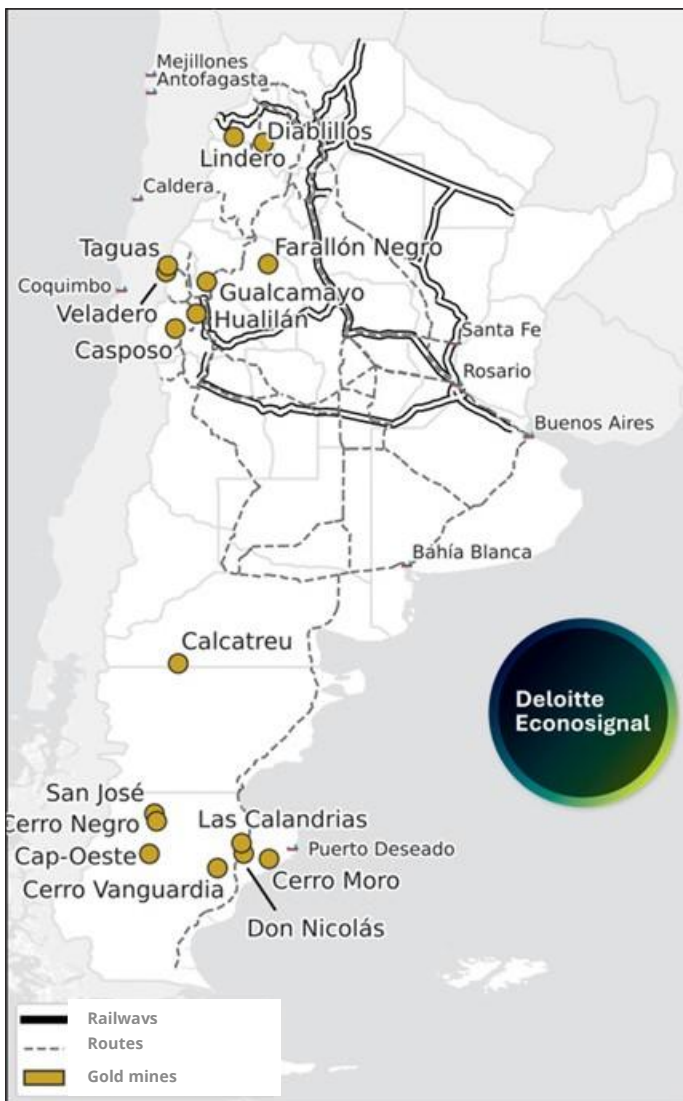 Mejillones
Antofagasta
Diablillos
Lindero
Caldera
Taguas
Farallón Negro
Coquimbo
Gualcamayo
Veladero
Hualilán
Santa Fe
Casposo
Rosario
Buenos Aires
Bahía Blanca
Calcatreu
Deloitte
Econosignal
San José
Las Calandrias
Cerro Negro
Puerto Deseado
Cap-Oeste
Cerro Moro
Cerro Vanguardia
Don Nicolás
Railways
Routes
Gold mines